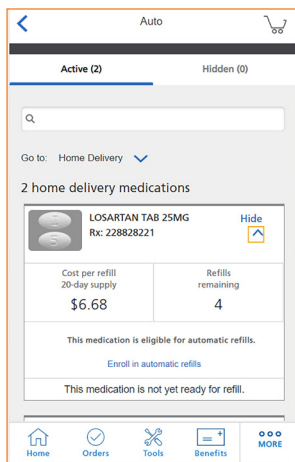 Auto
Active (2)
Hidden (0)
Go to: Home Delivery
2 home delivery medications
LOSARTAN TAB 25MG
Hide
Rx: 228828221
Cost per refill
20-day supply
$6.68
Refills
remaining
4
This medication is eligible for automatic refills.
Enroll in automatic refills
This medication is not yet ready for refill.
Home
Orders
Tools
Benefits
MORE